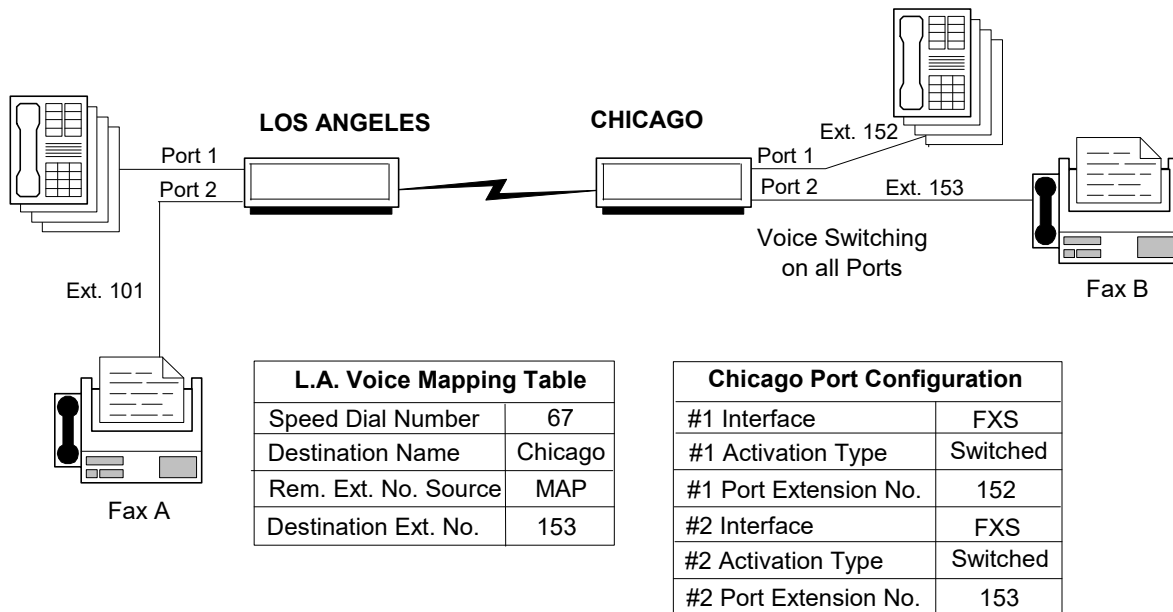 LOS ANGELES
CHICAGO
Ext. 152
Port 1
Port 2
Port 1
Port 2
Ext. 153
Voice Switching
on all Ports
Ext. 101
Fax B
Fax A
L.A. Voice Mapping Table
Speed Dial Number 67
Destination Name Chicago
Rem. Ext. No. Source MAP
Destination Ext. No. 153
Chicago Port Configuration
#1 Interface FXS
#1 Activation Type Switched
#1 Port Extension No. 152
#2 Interface FXS
#2 Activation Type Switched
#2 Port Extension No. 153